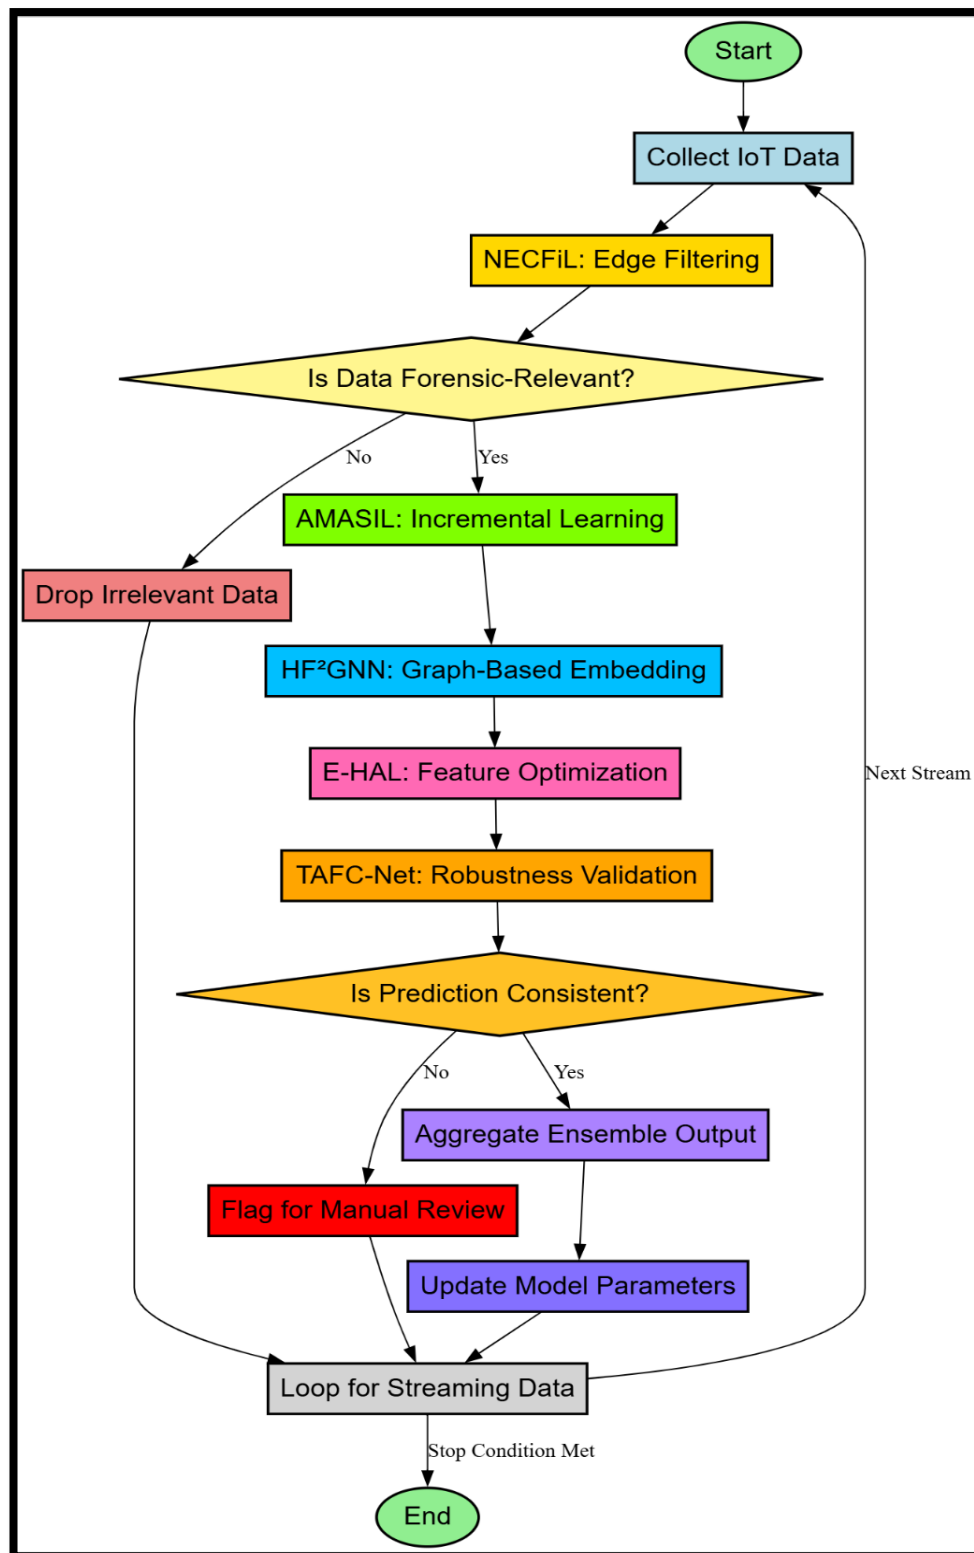 Start
Collect IoT Data
NECFiL: Edge Filtering
Is Data Forensic-Relevant?
No
Yes
AMASIL: Incremental Learning
Drop Irrelevant Data
HF²GNN: Graph-Based Embedding
E-HAL: Feature Optimization
Next Stream
TAFC-Net: Robustness Validation
Is Prediction Consistent?
No
Yes
Aggregate Ensemble Output
Flag for Manual Review
Update Model Parameters
Loop for Streaming Data
Stop Condition Met
End